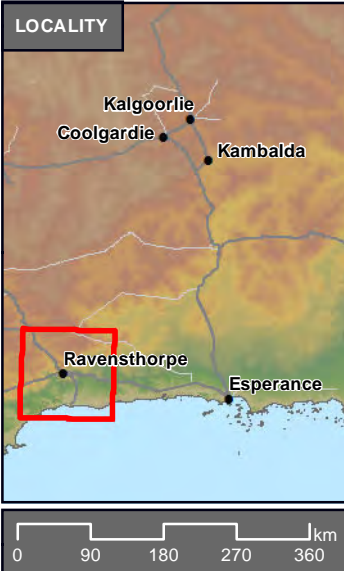 LOCALITY
Kalgoorlie
Coolgardie
Kambalda
Ravensthorpe
Esperance
km
0 90 180 270 360